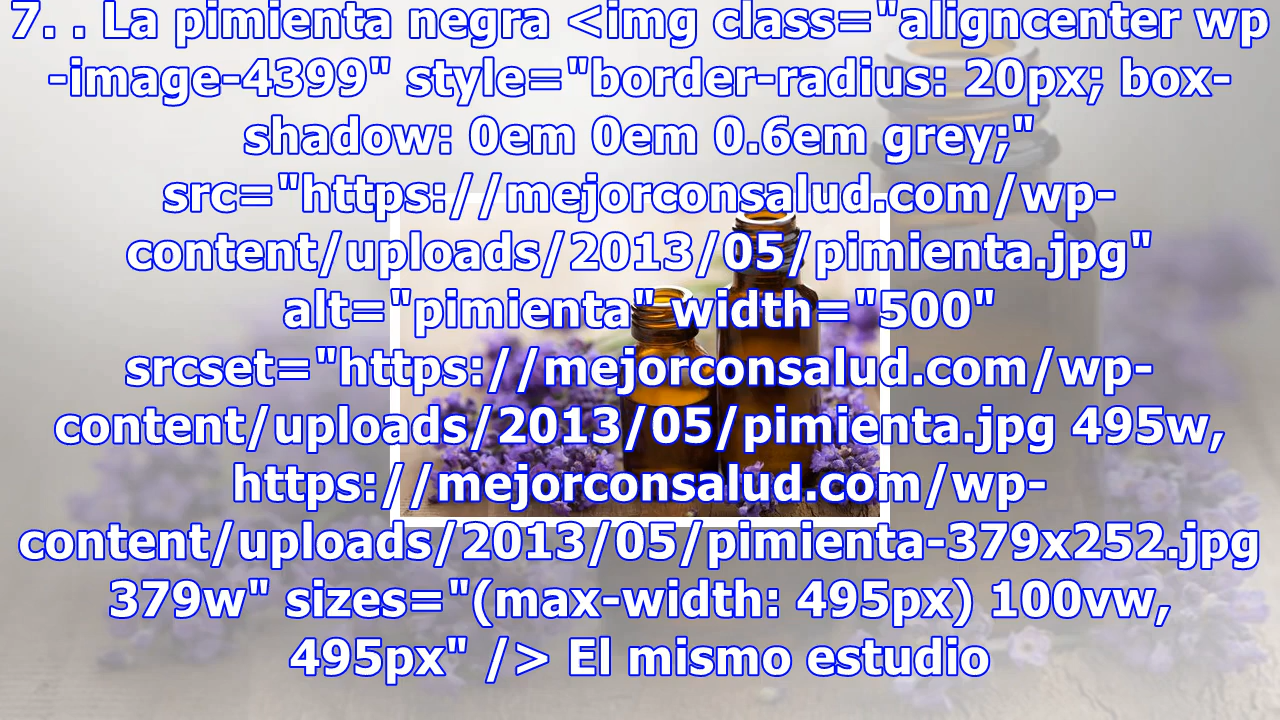 7. . La pimienta negra <img class="aligncenter wp
-image-4399" style="border-radius: 20px; box-
shadow: 0em 0em 0.6em grey;"
src="https://mejorconsalud.com/wp-
content/uploads/2013/05/pimienta.jpg"
alt="pimienta" width="500"
srcset="https://mejorconsalud.com/wp-
content/uploads/2013/05/pimienta.jpg 495w,
https://mejorconsalud.com/wp-
content/uploads/2013/05/pimienta-379x252.jpg
379w" sizes="(max-width: 495px) 100vw,
495px" /> El mismo estudio